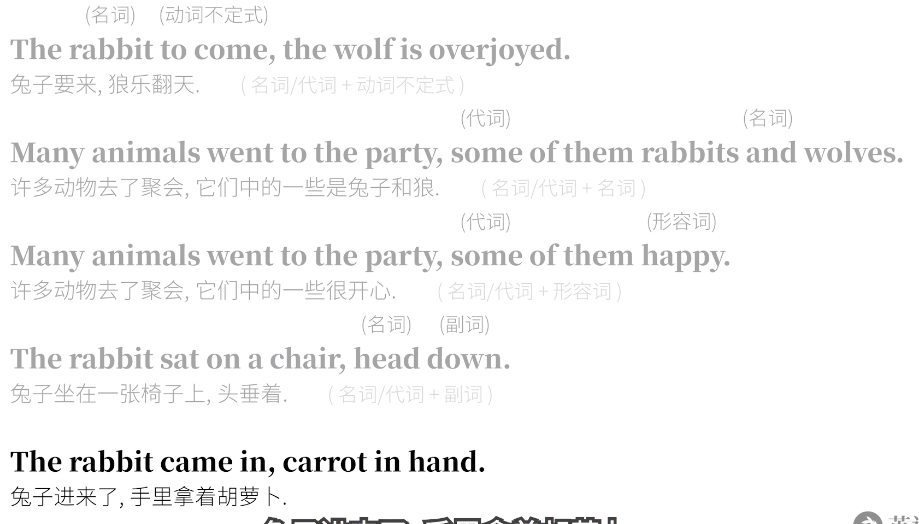 (名词) (动词不定式)
The rabbit to come, the wolf is overjoyed.
兔子要来, 狼乐翻天. ( 名词/代词 + 动词不定式 )
(代词) (名词)
Many animals went to the party, some of them rabbits and wolves.
许多动物去了聚会, 它们中的一些是兔子和狼. ( 名词/代词 + 名词 )
(代词) (形容词)
Many animals went to the party, some of them happy.
许多动物去了聚会, 它们中的一些很开心. ( 名词/代词 + 形容词 )
(名词) (副词)
The rabbit sat on a chair, head down.
兔子坐在一张椅子上, 头垂着. ( 名词/代词 + 副词 )
The rabbit came in, carrot in hand.
兔子进来了, 手里拿着胡萝卜.